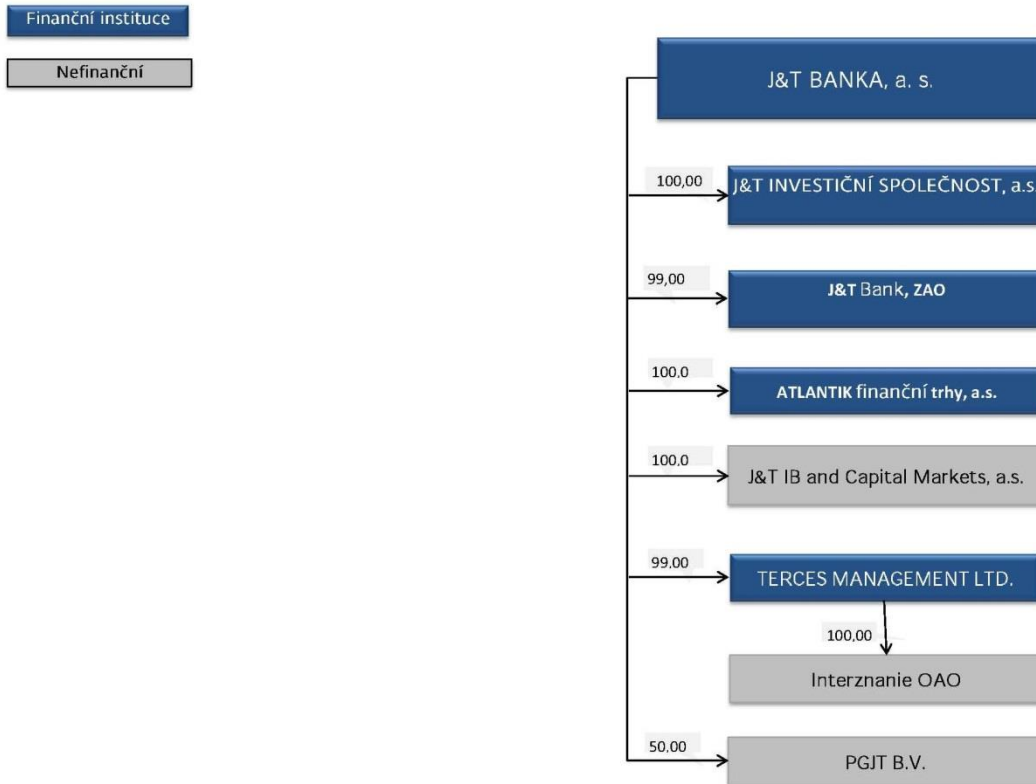 Finanční instituce
Nefinanční
J&T BANKA, a. s.
100,00
J&T INVESTIČNÍ SPOLEČNOST, a.s
99,00
J&T Bank, ZAO
100,0
ATLANTIK finanční trhy, a.s.
100,0
J&T IB and Capital Markets, a.s.
99,00
TERCES MANAGEMENT LTD.
100,00
Interznanie OAO
50,00
PGJT B.V.